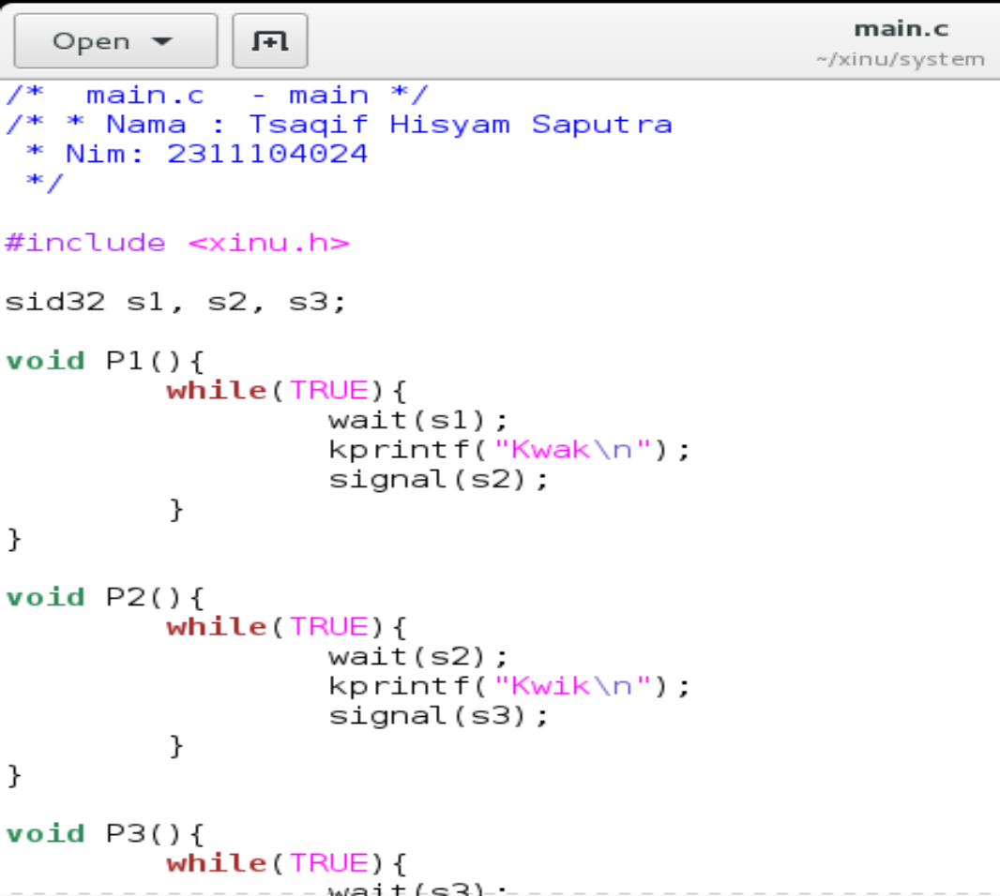 Open
main.c
~/xinu/system
/*  main.c  - main */
/* * Nama : Tsaqif Hisyam Saputra
 * Nim: 2311104024
 */
#include <xinu.h>
sid32 s1, s2, s3;
void P1(){
        while(TRUE){
                wait(s1);
                kprintf("Kwak\n");
                signal(s2);
        }
}
void P2(){
        while(TRUE){
                wait(s2);
                kprintf("Kwik\n");
                signal(s3);
        }
}
void P3(){
        while(TRUE){
                wait(s3);